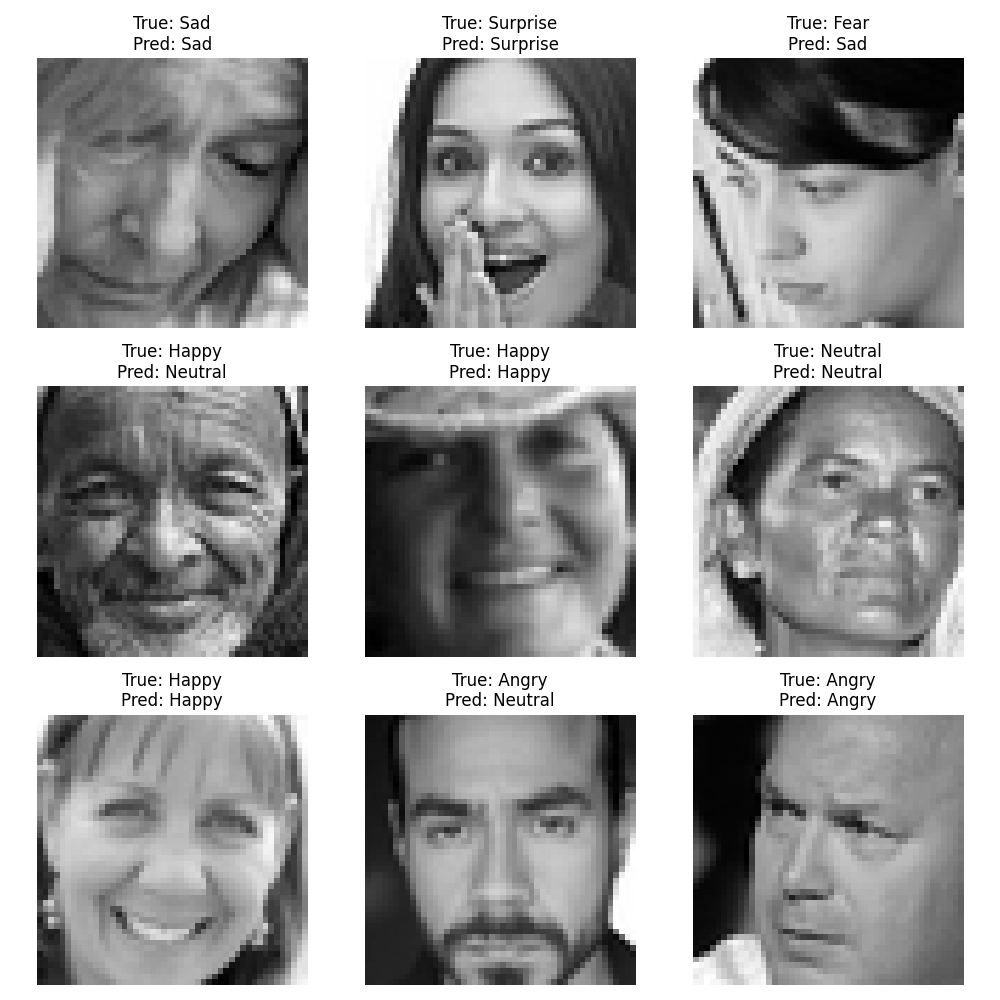 True: Sad
Pred: Sad
True: Surprise
Pred: Surprise
True: Fear
Pred: Sad
True: Happy
Pred: Neutral
True: Happy
Pred: Happy
True: Neutral
Pred: Neutral
True: Happy
Pred: Happy
True: Angry
Pred: Neutral
True: Angry
Pred: Angry